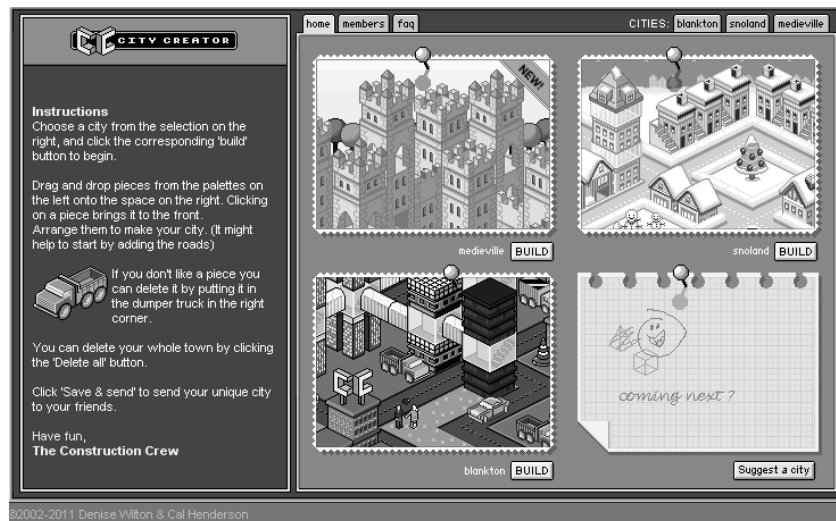 CITY CREATOR
home members faq
CITIES: blankton snoland medieville
Instructions
Choose a city from the selection on the
right, and click the corresponding 'build'
button to begin.
Drag and drop pieces from the palettes on
the left onto the space on the right. Clicking
on a piece brings it to the front.
Arrange them to make your city. (It might
help to start by adding the roads)
If you don't like a piece you
can delete it by putting it in
the dumper truck in the right
corner.
You can delete your whole town by clicking
the 'Delete all' button.
Click 'Save & send' to send your unique city
to your friends.
Have fun,
The Construction Crew
NEW!
medieville BUILD
snoland BUILD
CC
blankton BUILD
coming next ?
Suggest a city
©2002-2011 Denise Wilton & Cal Henderson